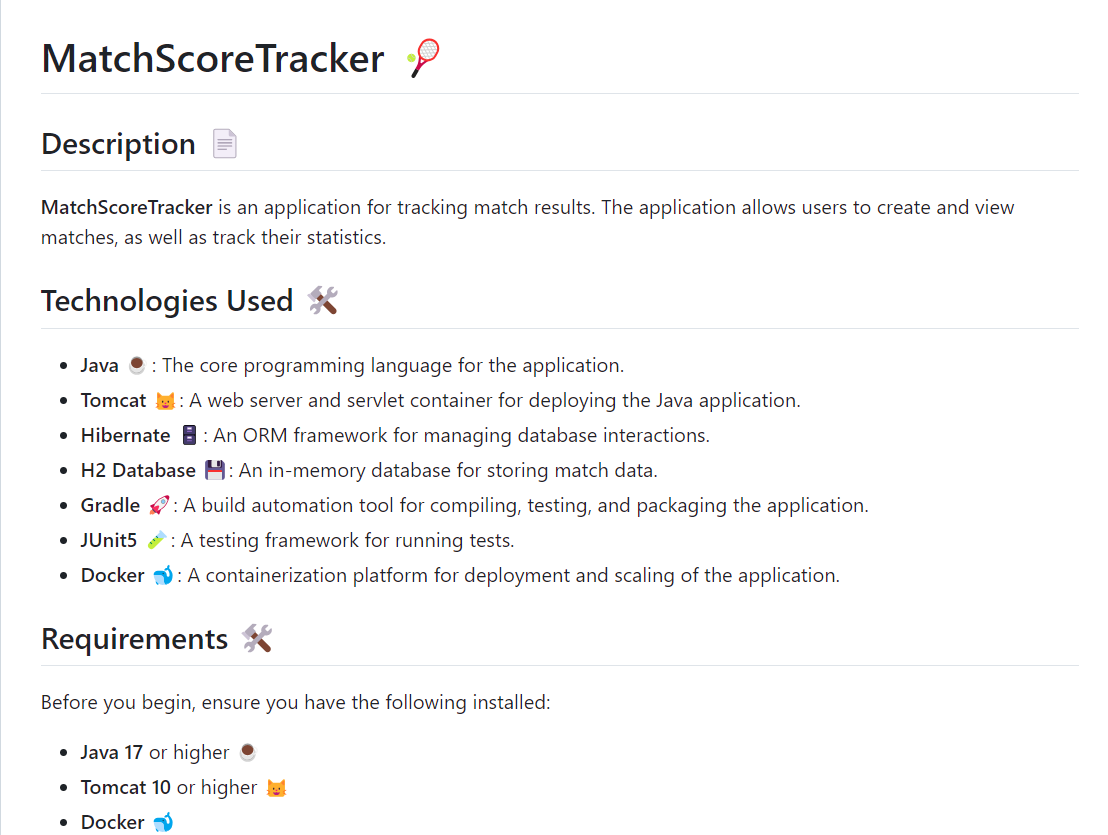 MatchScoreTracker 🎾
Description 📄
MatchScoreTracker is an application for tracking match results. The application allows users to create and view
matches, as well as track their statistics.
Technologies Used 🛠️
• Java ☕ : The core programming language for the application.
• Tomcat 🐱 : A web server and servlet container for deploying the Java application.
• Hibernate 🗄️ : An ORM framework for managing database interactions.
• H2 Database 💾 : An in-memory database for storing match data.
• Gradle 🚀 : A build automation tool for compiling, testing, and packaging the application.
• JUnit5 🧪 : A testing framework for running tests.
• Docker 🐳 : A containerization platform for deployment and scaling of the application.
Requirements 🛠️
Before you begin, ensure you have the following installed:
• Java 17 or higher ☕
• Tomcat 10 or higher 🐱
• Docker 🐳